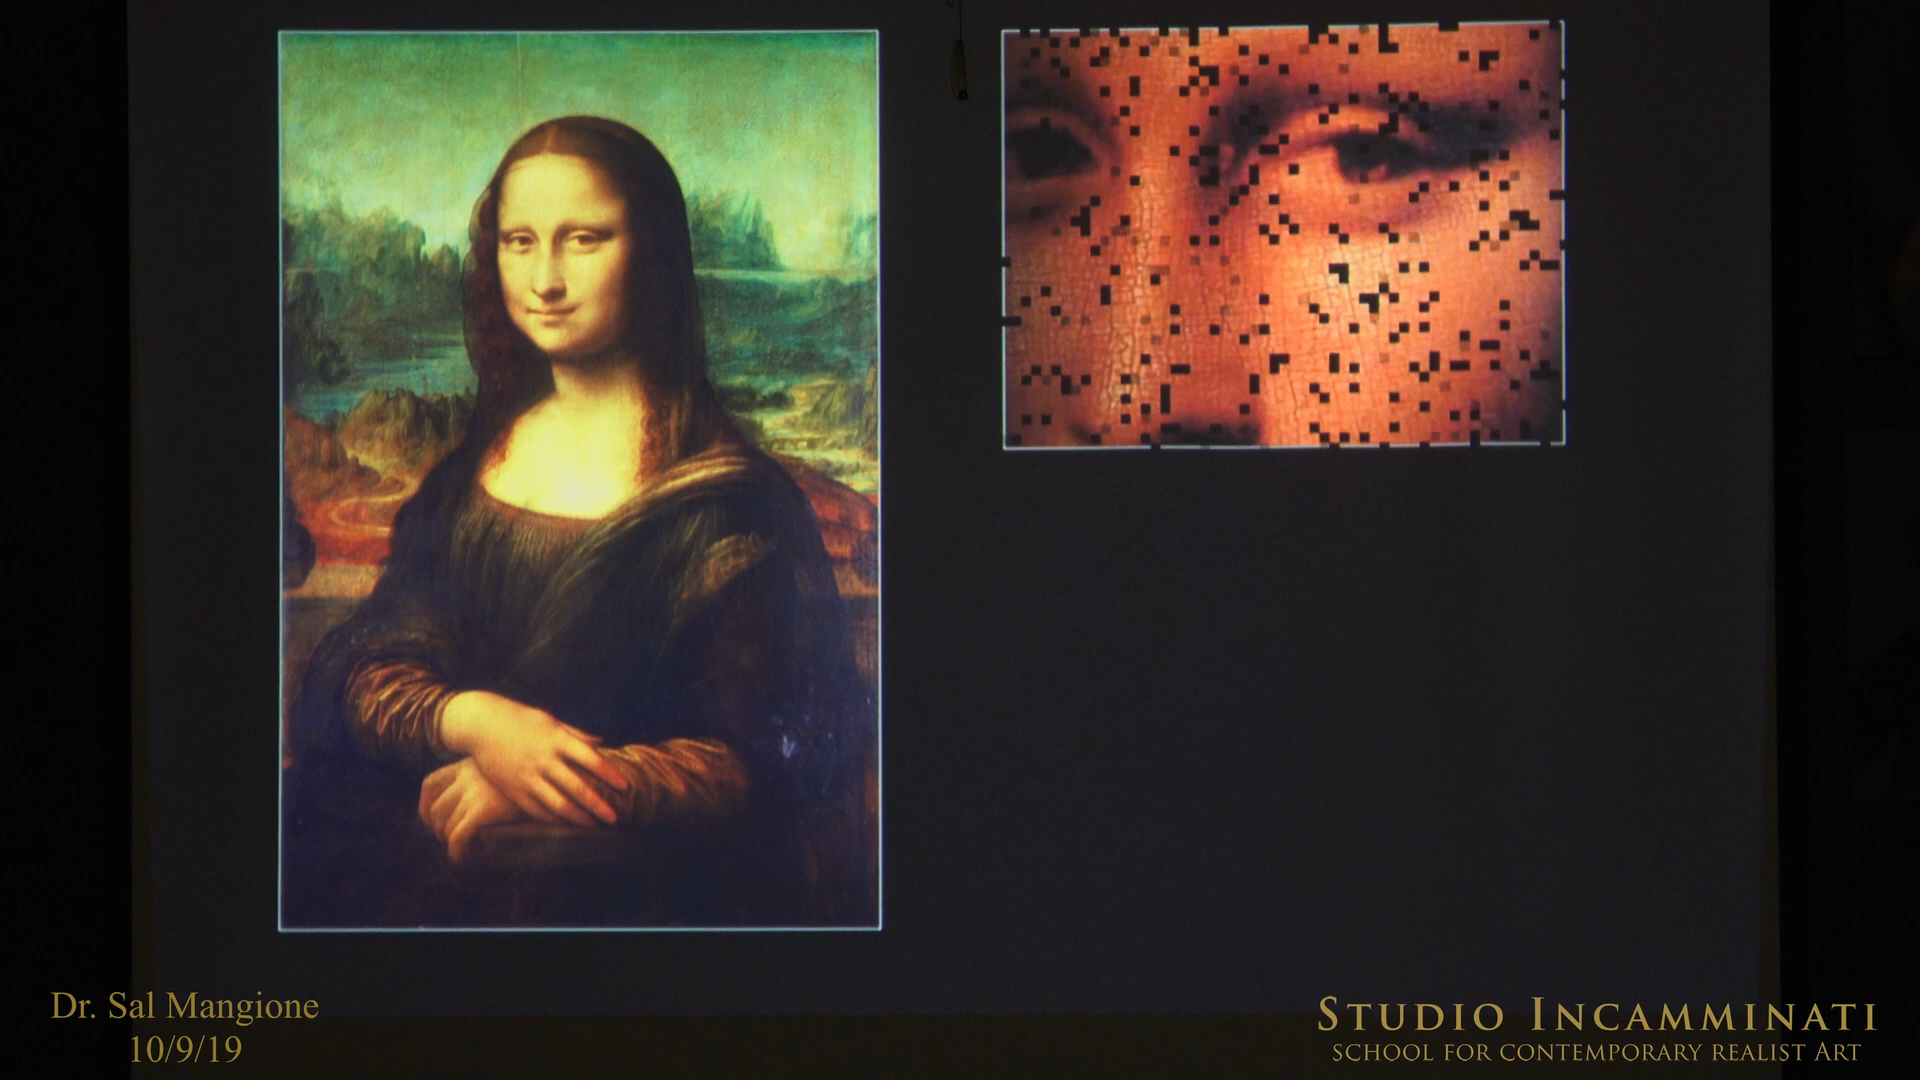 Dr. Sal Mangione
10/9/19
STUDIO INCAMMINATI
SCHOOL FOR CONTEMPORARY REALIST ART